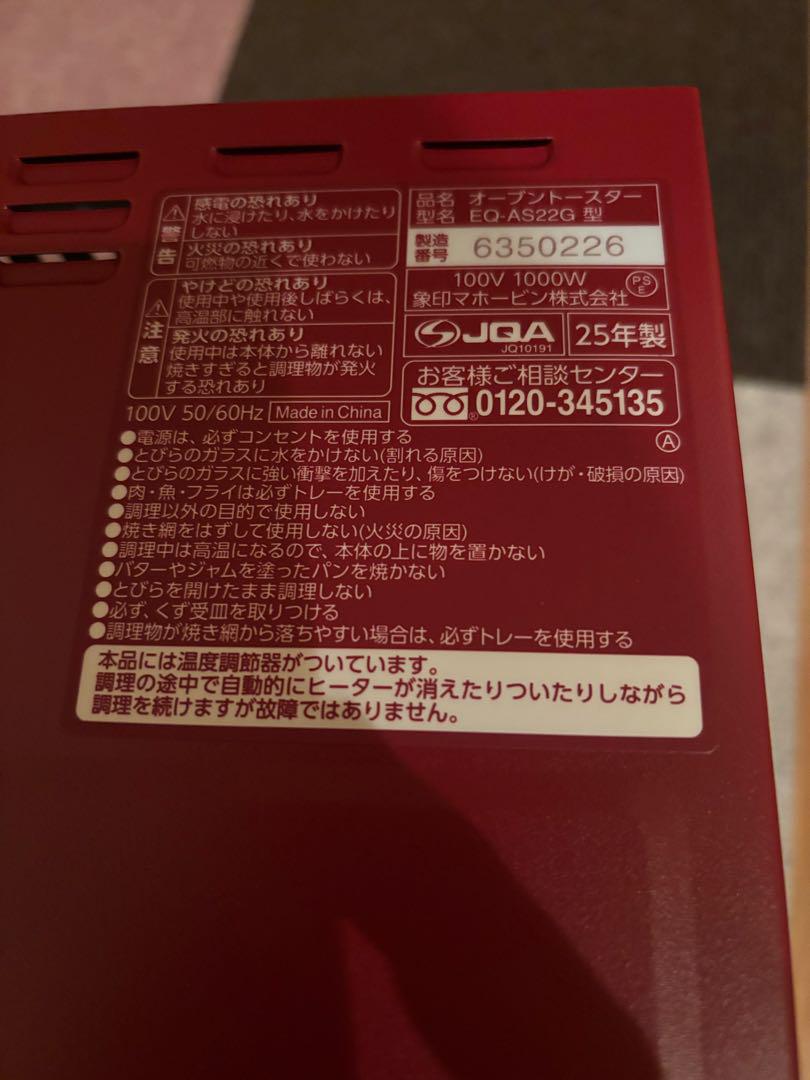 警告
感電の恐れあり
水に浸けたり、水をかけたり
しない
火災の恐れあり
可燃物の近くで使わない
注意
やけどの恐れあり
使用中や使用後しばらくは、
高温部に触れない
発火の恐れあり
使用中は本体から離れない
焼きすぎると調理物が発火
する恐れあり
100V 50/60Hz Made in China
品名 オーブントースター
型名 EQ-AS22G 型
製造番号 6350226
100V 1000W
象印マホービン株式会社
PSE
JQA
JQ10191
25年製
お客様ご相談センター
® 0120-345135
Ⓐ
●電源は、必ずコンセントを使用する
●とびらのガラスに水をかけない(割れる原因)
●とびらのガラスに強い衝撃を加えたり、傷をつけない(けが・破損の原因)
●肉・魚・フライは必ずトレーを使用する
●調理以外の目的で使用しない
●焼き網をはずして使用しない(火災の原因)
●調理中は高温になるので、本体の上に物を置かない
●バターやジャムを塗ったパンを焼かない
●とびらを開けたまま調理しない
●必ず、くず受皿を取りつける
●調理物が焼き網から落ちやすい場合は、必ずトレーを使用する
本品には温度調節器がついています。
調理の途中で自動的にヒーターが消えたりついたりしながら
調理を続けますが故障ではありません。